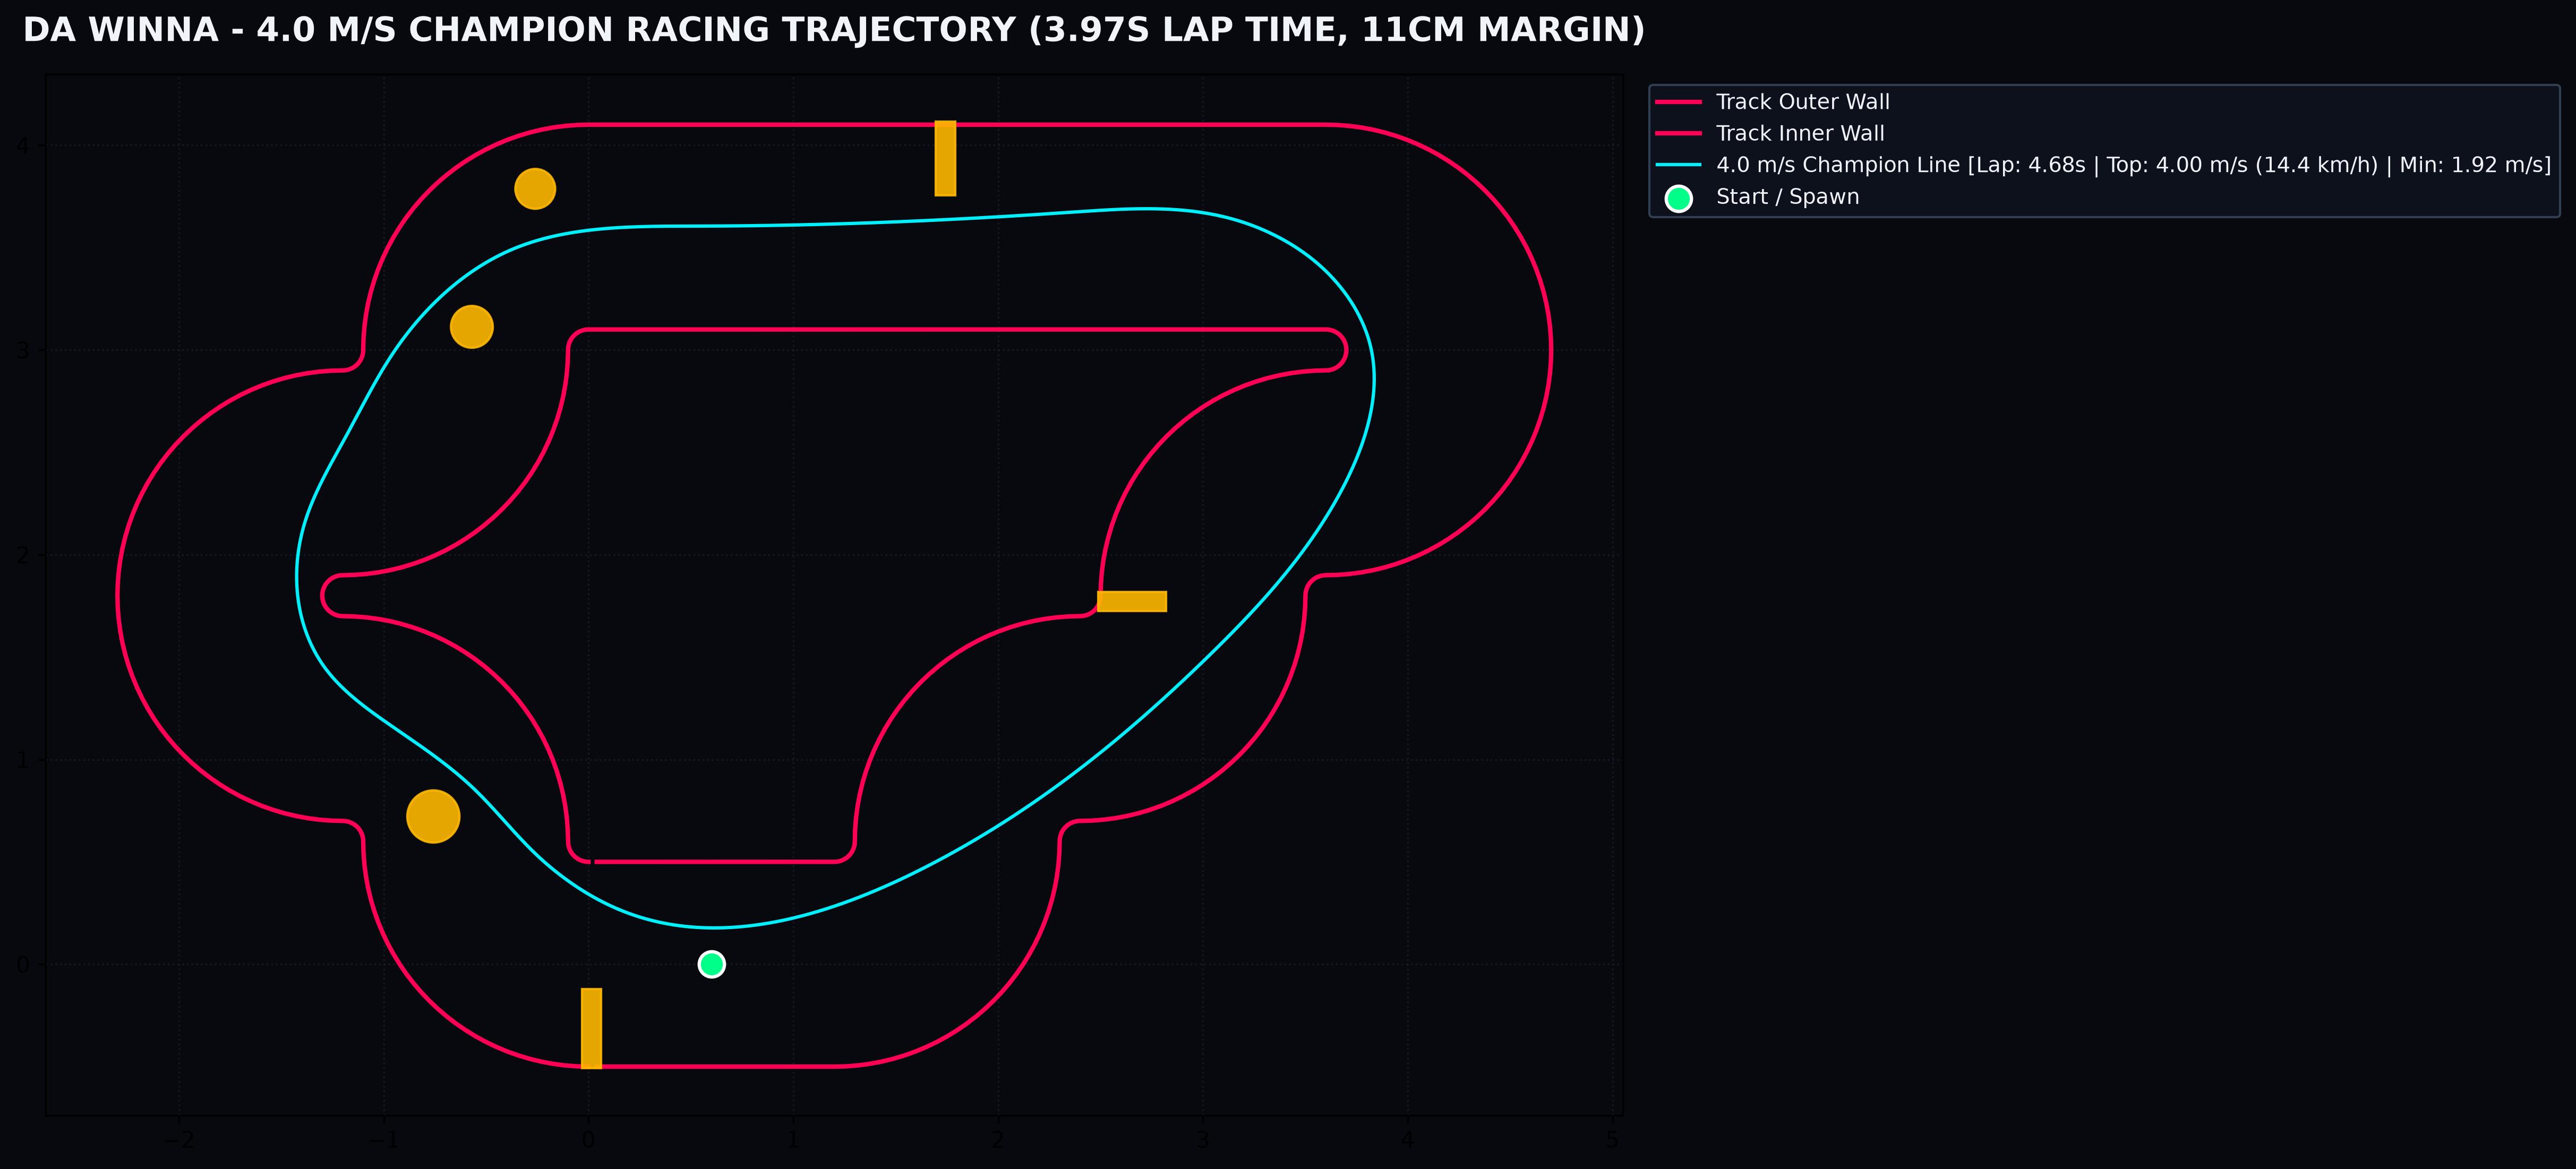 DA WINNA - 4.0 M/S CHAMPION RACING TRAJECTORY (3.97S LAP TIME, 11CM MARGIN)
Track Outer Wall
Track Inner Wall
4.0 m/s Champion Line [Lap: 4.68s | Top: 4.00 m/s (14.4 km/h) | Min: 1.92 m/s]
Start / Spawn
4
3
2
1
0
−2 −1 0 1 2 3 4 5